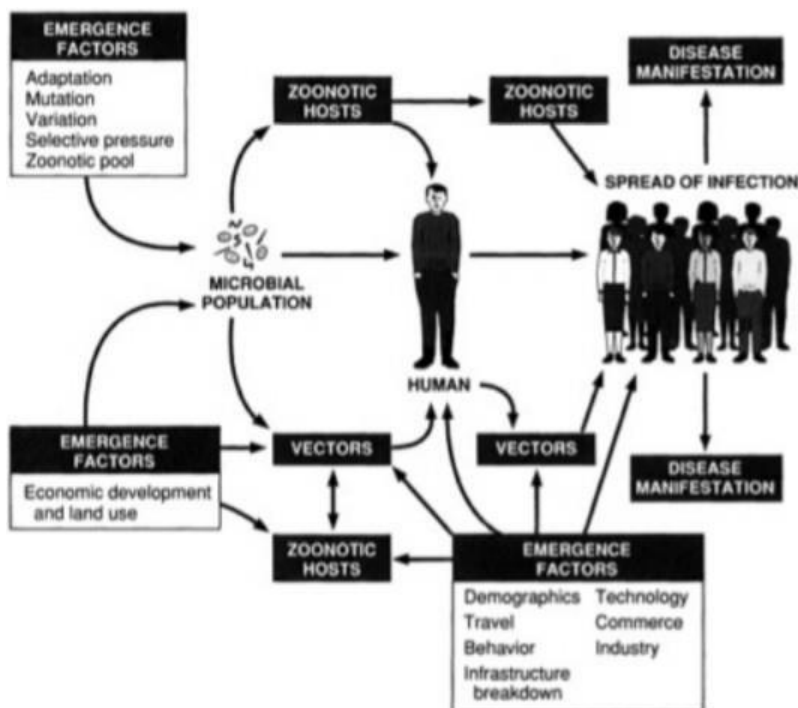 EMERGENCE
FACTORS
Adaptation
Mutation
Variation
Selective pressure
Zoonotic pool
ZOONOTIC
HOSTS
ZOONOTIC
HOSTS
DISEASE
MANIFESTATION
SPREAD OF INFECTION
MICROBIAL
POPULATION
HUMAN
EMERGENCE
FACTORS
Economic development
and land use
VECTORS
VECTORS
DISEASE
MANIFESTATION
ZOONOTIC
HOSTS
EMERGENCE
FACTORS
Demographics Technology
Travel Commerce
Behavior Industry
Infrastructure
breakdown